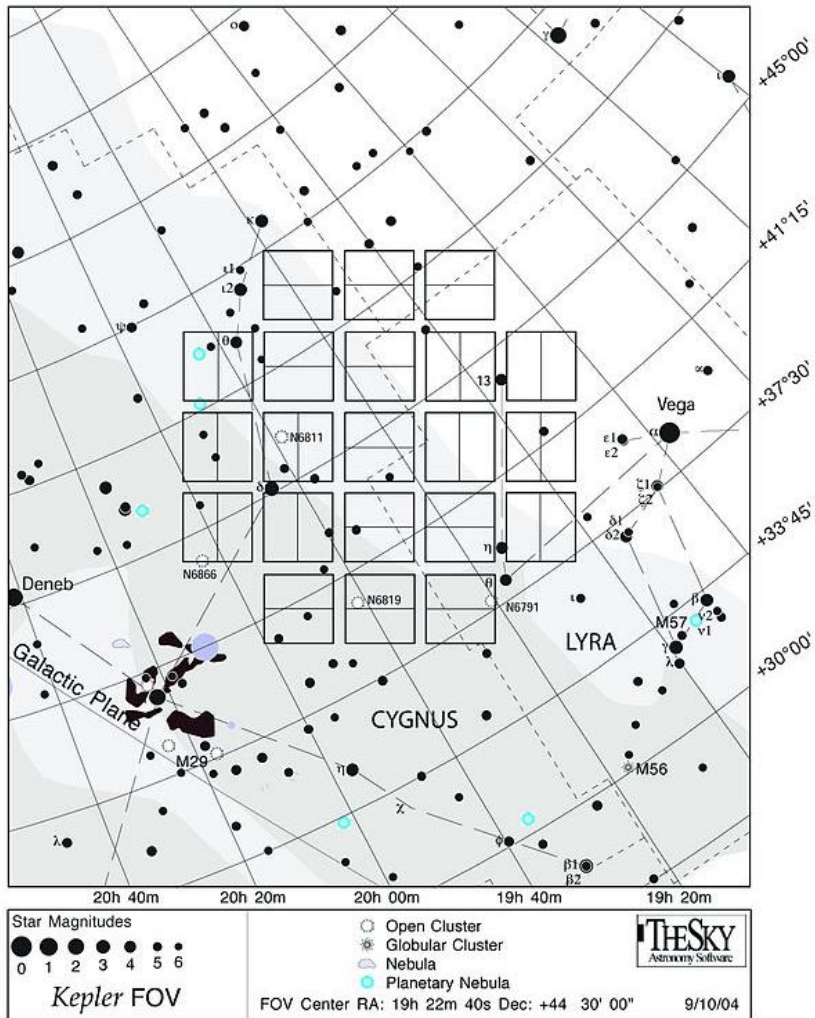 ο
γ
ι
+45°00'
κ
+41°15'
ι1
ι2
ψ
θ
13
+37°30'
α
Vega
ε1
ε2
α
N6811
δ
ζ1
ζ2
+33°45'
δ1
δ2
η
N6866
Deneb
θ
N6819
N6791
ι
β
M57
ν2
ν1
LYRA
γ
λ
+30°00'
Galactic Plane
CYGNUS
M29
η
M56
χ
λ
φ
β1
β2
20h 40m 20h 20m 20h 00m 19h 40m 19h 20m
Star Magnitudes
0 1 2 3 4 5 6
Kepler FOV
Open Cluster
Globular Cluster
Nebula
Planetary Nebula
THESKY
Astronomy Software
FOV Center RA: 19h 22m 40s Dec: +44 30' 00" 9/10/04